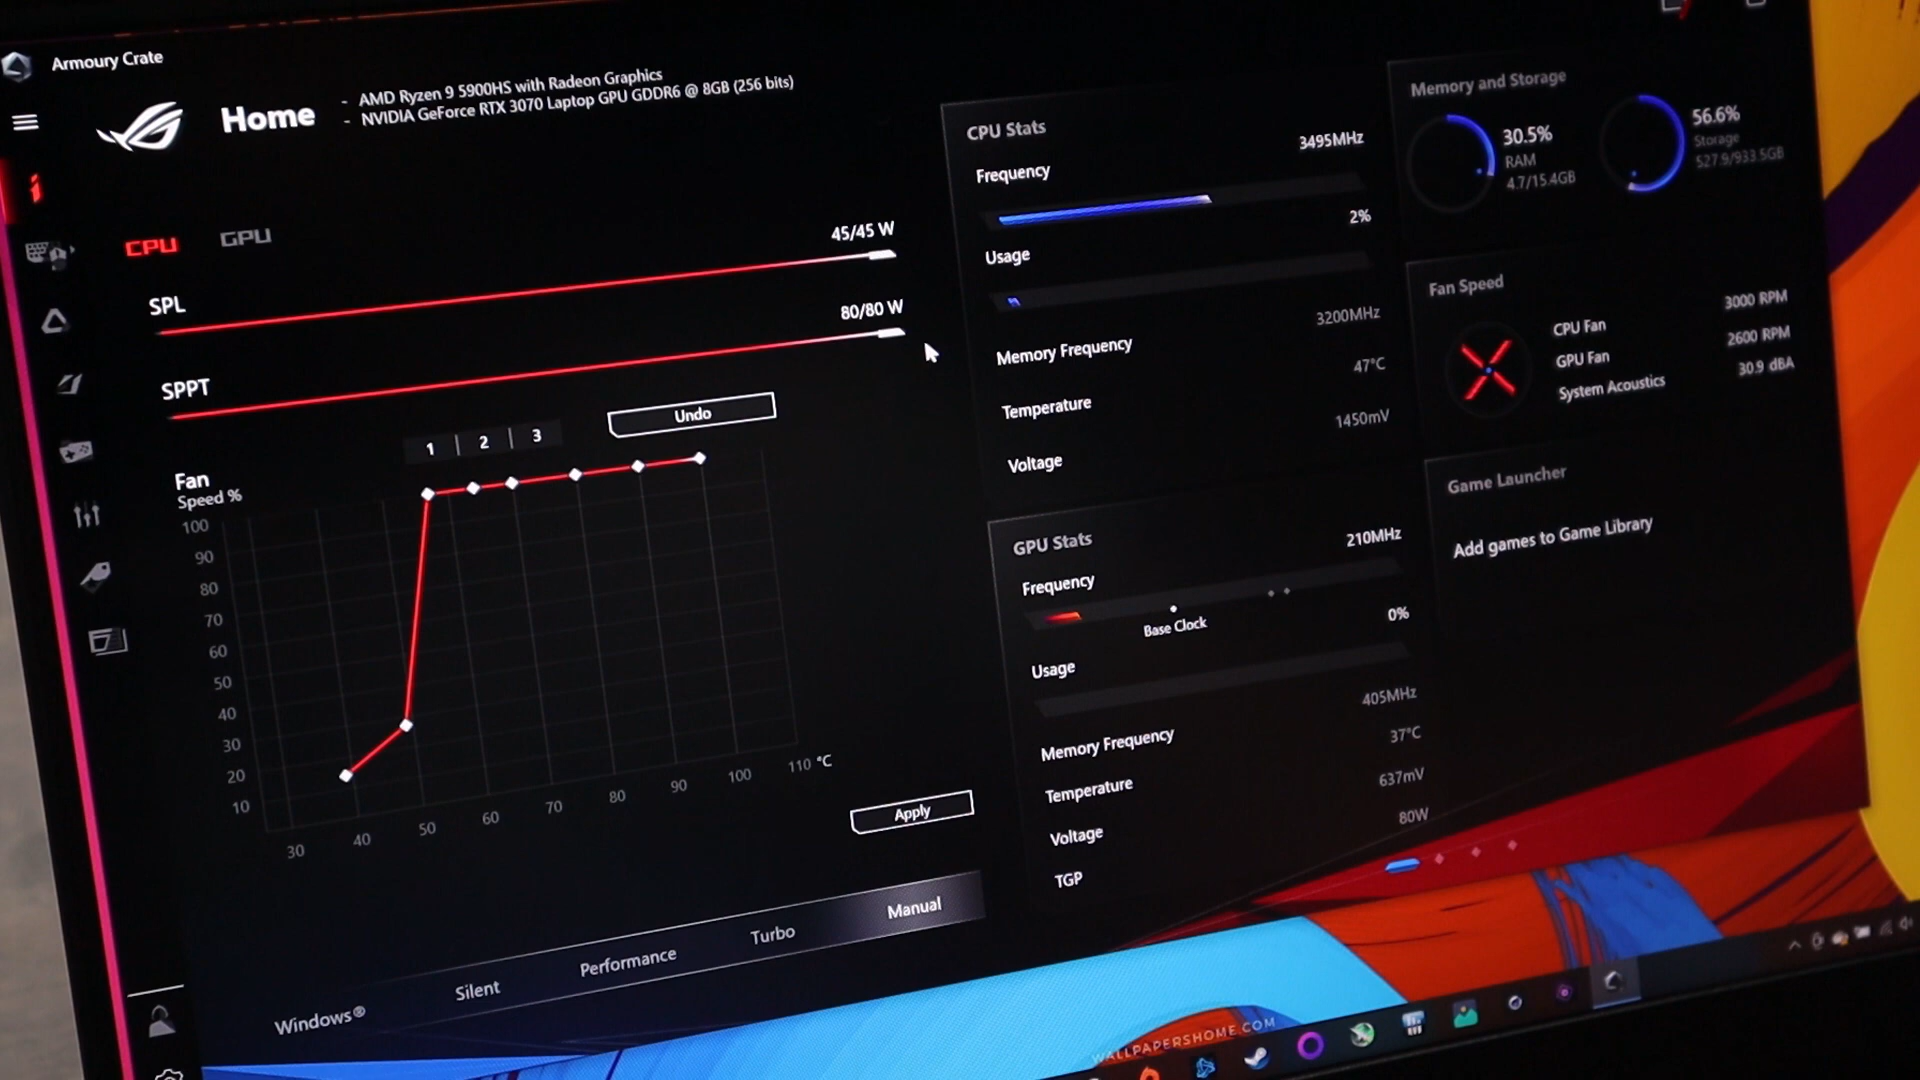 Armoury Crate
Home
- AMD Ryzen 9 5900HS with Radeon Graphics
- NVIDIA GeForce RTX 3070 Laptop GPU GDDR6 @ 8GB (256 bits)
CPU GPU
SPL 45/45 W
SPPT 80/80 W
1 | 2 | 3
Undo
Fan
Speed %
100
90
80
70
60
50
40
30
20
10
30 40 50 60 70 80 90 100 110 °C
Apply
Windows® Silent Performance Turbo Manual
CPU Stats
Frequency 3495MHz
Usage 2%
Memory Frequency 3200MHz
Temperature 47°C
Voltage 1450mV
GPU Stats
Frequency 210MHz
Base Clock
Usage 0%
Memory Frequency 405MHz
Temperature 37°C
Voltage 637mV
TGP 80W
Memory and Storage
30.5%
RAM
4.7/15.4GB
56.6%
Storage
527.9/933.5GB
Fan Speed
CPU Fan 3000 RPM
GPU Fan 2600 RPM
System Acoustics 30.9 dBA
Game Launcher
Add games to Game Library
WALLPAPERSHOME.COM